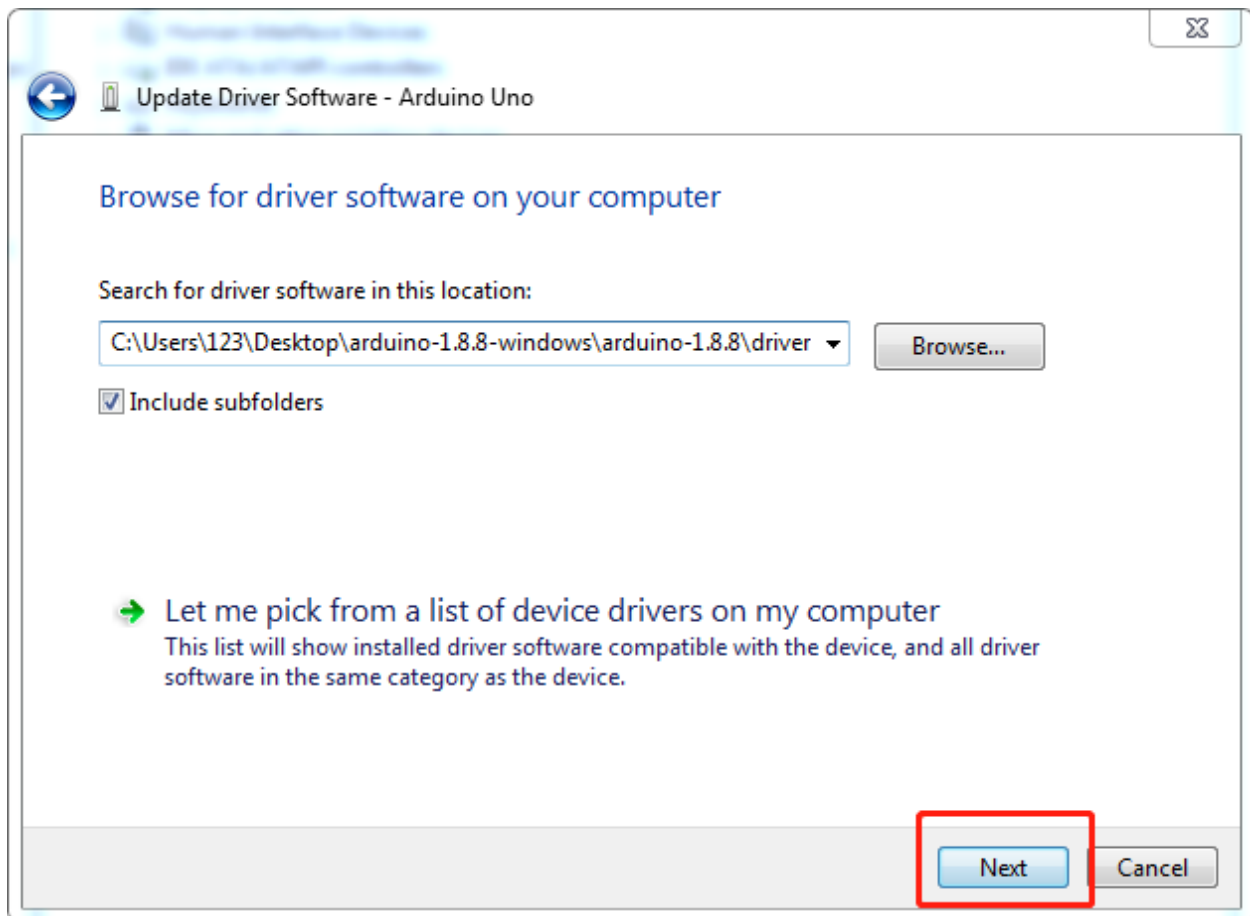 Human Interface Devices
Update Driver Software - Arduino Uno
Browse for driver software on your computer
Search for driver software in this location:
C:\Users\123\Desktop\arduino-1.8.8-windows\arduino-1.8.8\driver
Browse...
Include subfolders
Let me pick from a list of device drivers on my computer
This list will show installed driver software compatible with the device, and all driver
software in the same category as the device.
Next
Cancel